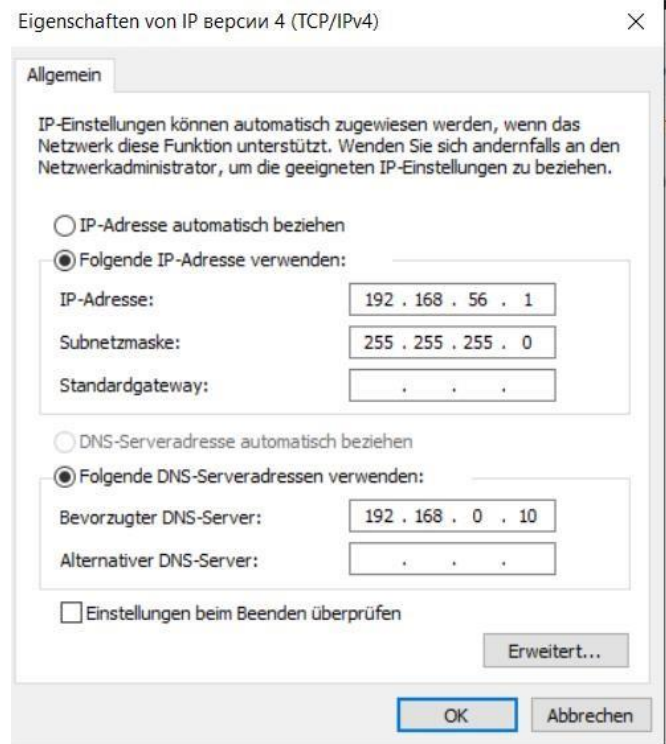 Eigenschaften von IP версии 4 (TCP/IPv4)
Allgemein
IP-Einstellungen können automatisch zugewiesen werden, wenn das
Netzwerk diese Funktion unterstützt. Wenden Sie sich andernfalls an den
Netzwerkadministrator, um die geeigneten IP-Einstellungen zu beziehen.
IP-Adresse automatisch beziehen
Folgende IP-Adresse verwenden:
IP-Adresse: 192 . 168 . 56 . 1
Subnetzmaske: 255 . 255 . 255 . 0
Standardgateway: . . .
DNS-Serveradresse automatisch beziehen
Folgende DNS-Serveradressen verwenden:
Bevorzugter DNS-Server: 192 . 168 . 0 . 10
Alternativer DNS-Server: . . .
Einstellungen beim Beenden überprüfen
Erweitert...
OK Abbrechen